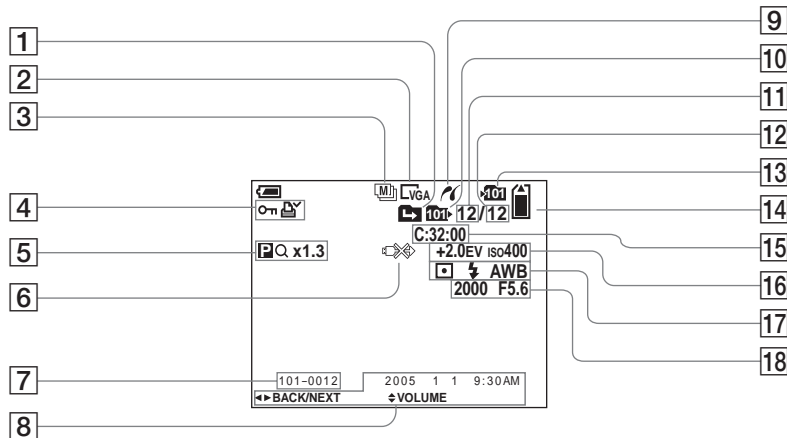 1
2
3
4
5
6
7
8
9
10
11
12
13
14
15
16
17
18
M VGA 101
101 12/12
C:32:00
P x1.3 +2.0EV ISO400
AWB
2000 F5.6
101-0012 2005 1 1 9:30AM
BACK/NEXT VOLUME